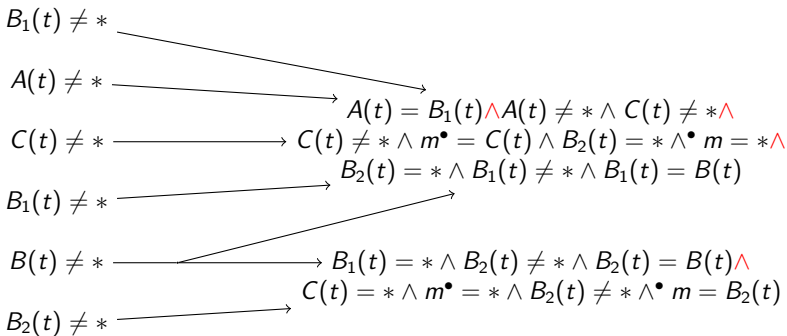 B₁(t) ≠ ∗
A(t) ≠ ∗
C(t) ≠ ∗
B₁(t) ≠ ∗
B(t) ≠ ∗
B₂(t) ≠ ∗
A(t) = B₁(t)∧A(t) ≠ ∗ ∧ C(t) ≠ ∗∧
C(t) ≠ ∗ ∧ m• = C(t) ∧ B₂(t) = ∗ ∧ •m = ∗∧
B₂(t) = ∗ ∧ B₁(t) ≠ ∗ ∧ B₁(t) = B(t)
B₁(t) = ∗ ∧ B₂(t) ≠ ∗ ∧ B₂(t) = B(t)∧
C(t) = ∗ ∧ m• = ∗ ∧ B₂(t) ≠ ∗ ∧ •m = B₂(t)